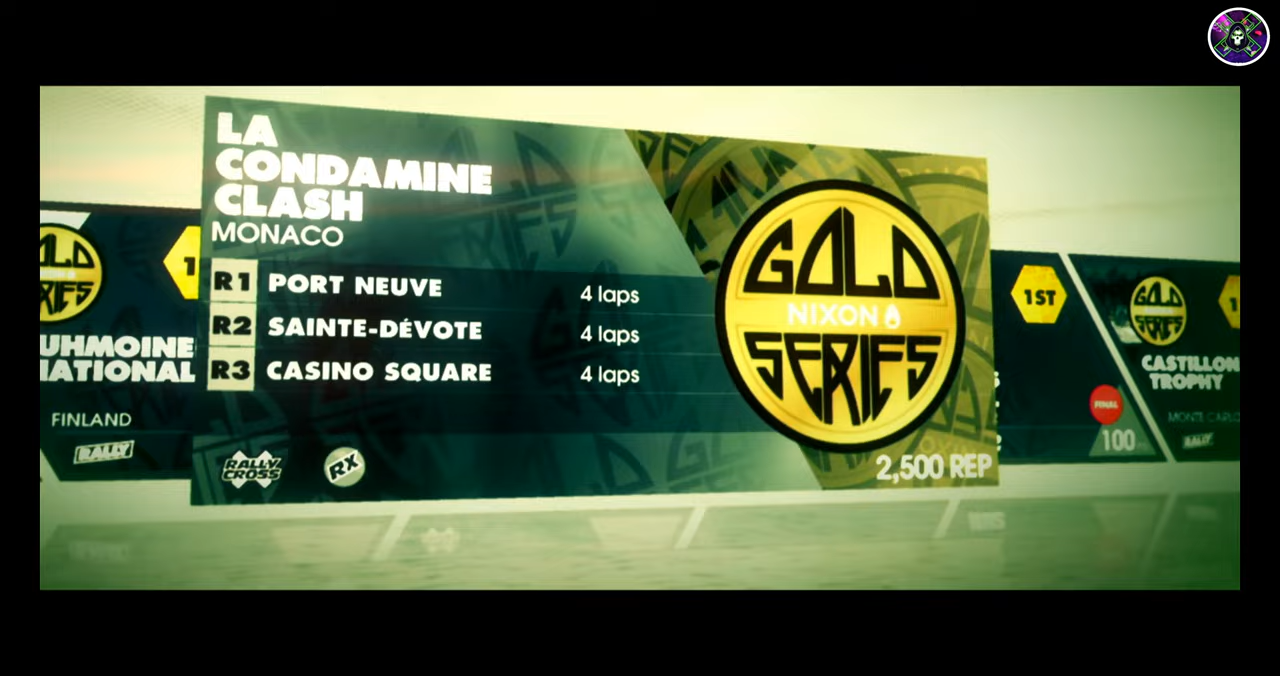 LA
CONDAMINE
CLASH
MONACO
R1 PORT NEUVE 4 laps
R2 SAINTE-DÉVOTE 4 laps
R3 CASINO SQUARE 4 laps
RALLY
CROSS
RX
GOLD
NIXON
SERIES
2,500 REP
UHMOINE
NATIONAL
FINLAND
RALLY
1ST
FINAL
100
GOLD
SERIES
CASTILLON
TROPHY
MONTE CARLO
RALLY